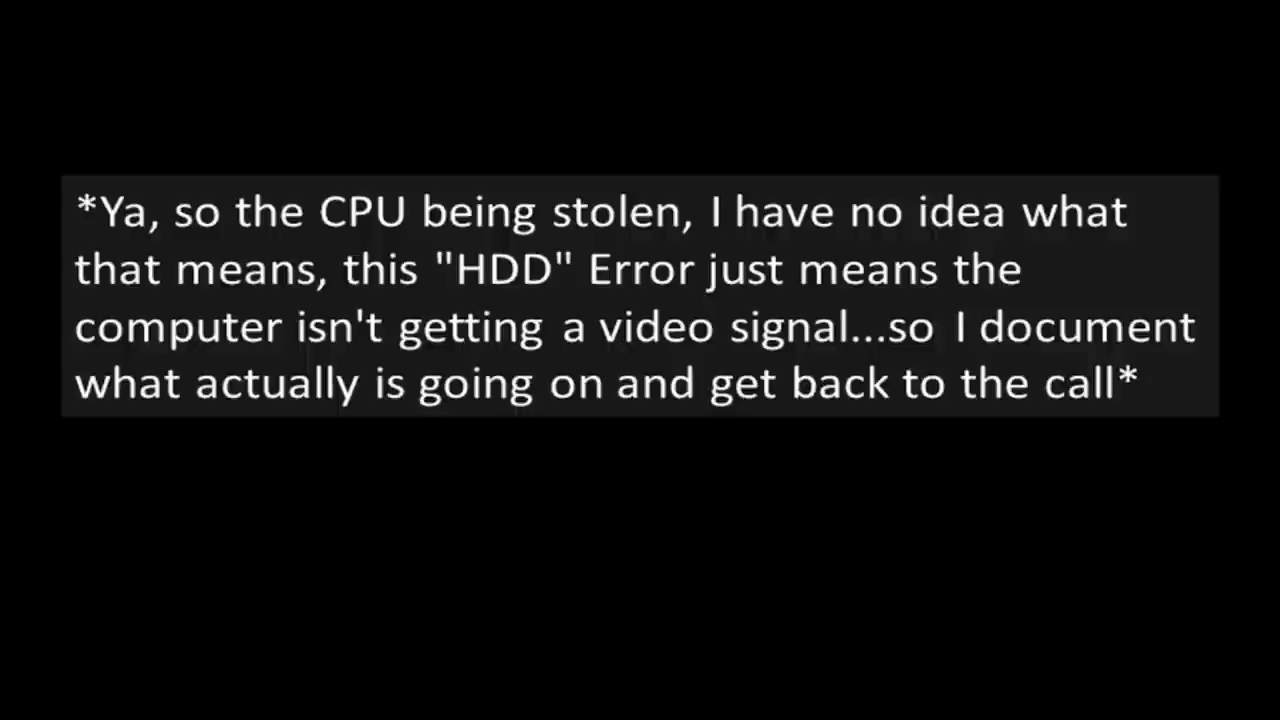 *Ya, so the CPU being stolen, I have no idea what
that means, this "HDD" Error just means the
computer isn't getting a video signal...so I document
what actually is going on and get back to the call*